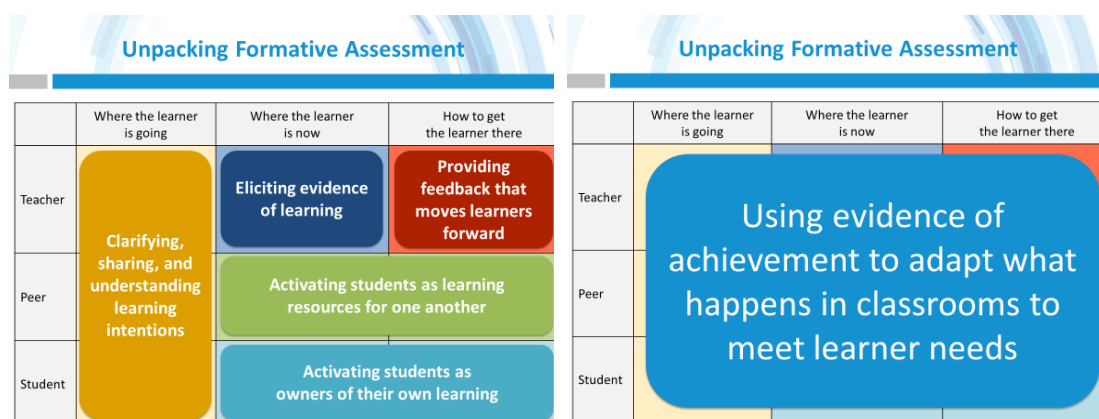 Unpacking Formative Assessment
Where the learner
is going
Where the learner
is now
How to get
the learner there
Teacher
Clarifying,
sharing, and
understanding
learning
intentions
Eliciting evidence
of learning
Providing
feedback that
moves learners
forward
Peer
Activating students as learning
resources for one another
Student
Activating students as
owners of their own learning
Unpacking Formative Assessment
Where the learner
is going
Where the learner
is now
How to get
the learner there
Teacher
Peer
Student
Using evidence of
achievement to adapt what
happens in classrooms to
meet learner needs